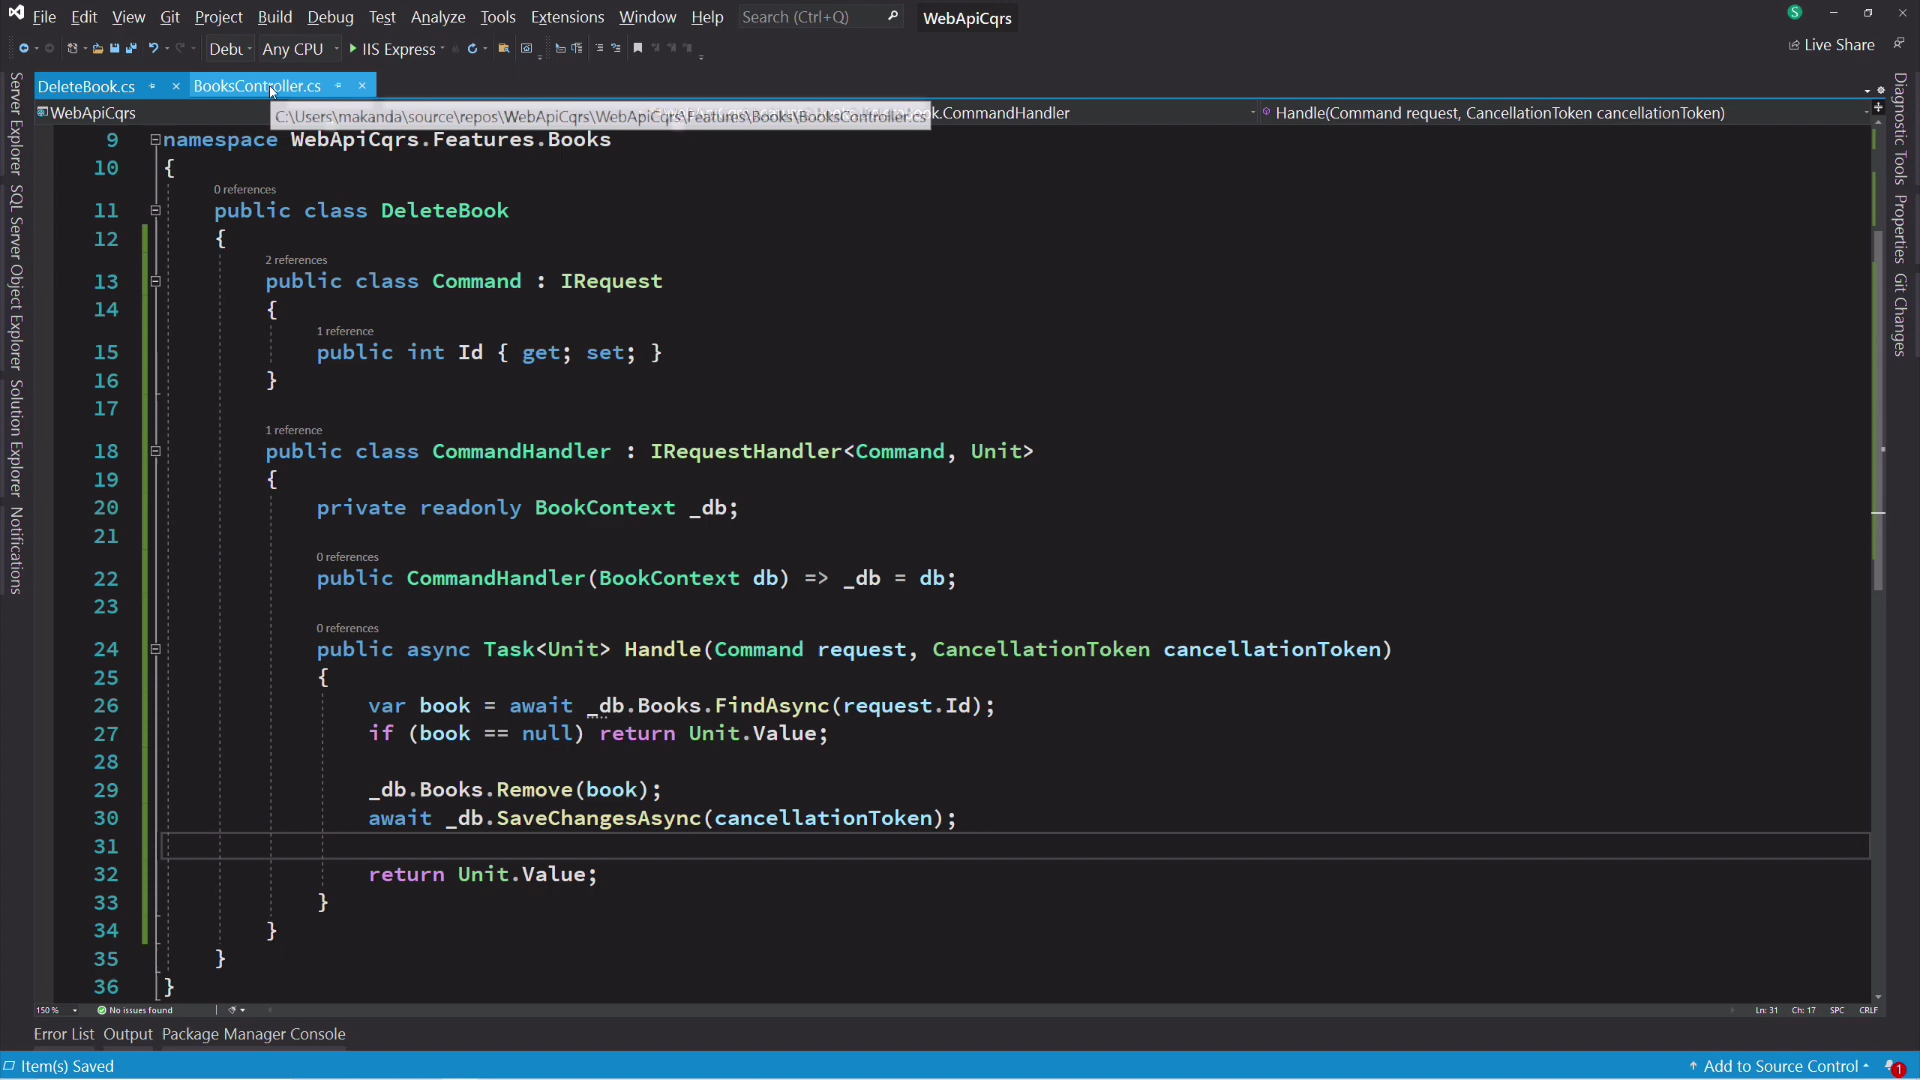 File Edit View Git Project Build Debug Test Analyze Tools Extensions Window Help Search (Ctrl+Q) WebApiCqrs S
Debu Any CPU IIS Express Live Share
DeleteBook.cs BooksController.cs
WebApiCqrs k.CommandHandler Handle(Command request, CancellationToken cancellationToken)
C:\Users\makanda\source\repos\WebApiCqrs\WebApiCqrs\Features\Books\BooksController.cs
Server Explorer
SQL Server Object Explorer
Solution Explorer
Notifications
9 namespace WebApiCqrs.Features.Books
10 {
0 references
11 public class DeleteBook
12 {
2 references
13 public class Command : IRequest
14 {
1 reference
15 public int Id { get; set; }
16 }
17
1 reference
18 public class CommandHandler : IRequestHandler<Command, Unit>
19 {
20 private readonly BookContext _db;
21
0 references
22 public CommandHandler(BookContext db) => _db = db;
23
0 references
24 public async Task<Unit> Handle(Command request, CancellationToken cancellationToken)
25 {
26 var book = await _db.Books.FindAsync(request.Id);
27 if (book == null) return Unit.Value;
28
29 _db.Books.Remove(book);
30 await _db.SaveChangesAsync(cancellationToken);
31
32 return Unit.Value;
33 }
34 }
35 }
36 }
Diagnostic Tools
Properties
Git Changes
150 % No issues found Ln: 31 Ch: 17 SPC CRLF
Error List Output Package Manager Console
Item(s) Saved Add to Source Control 1